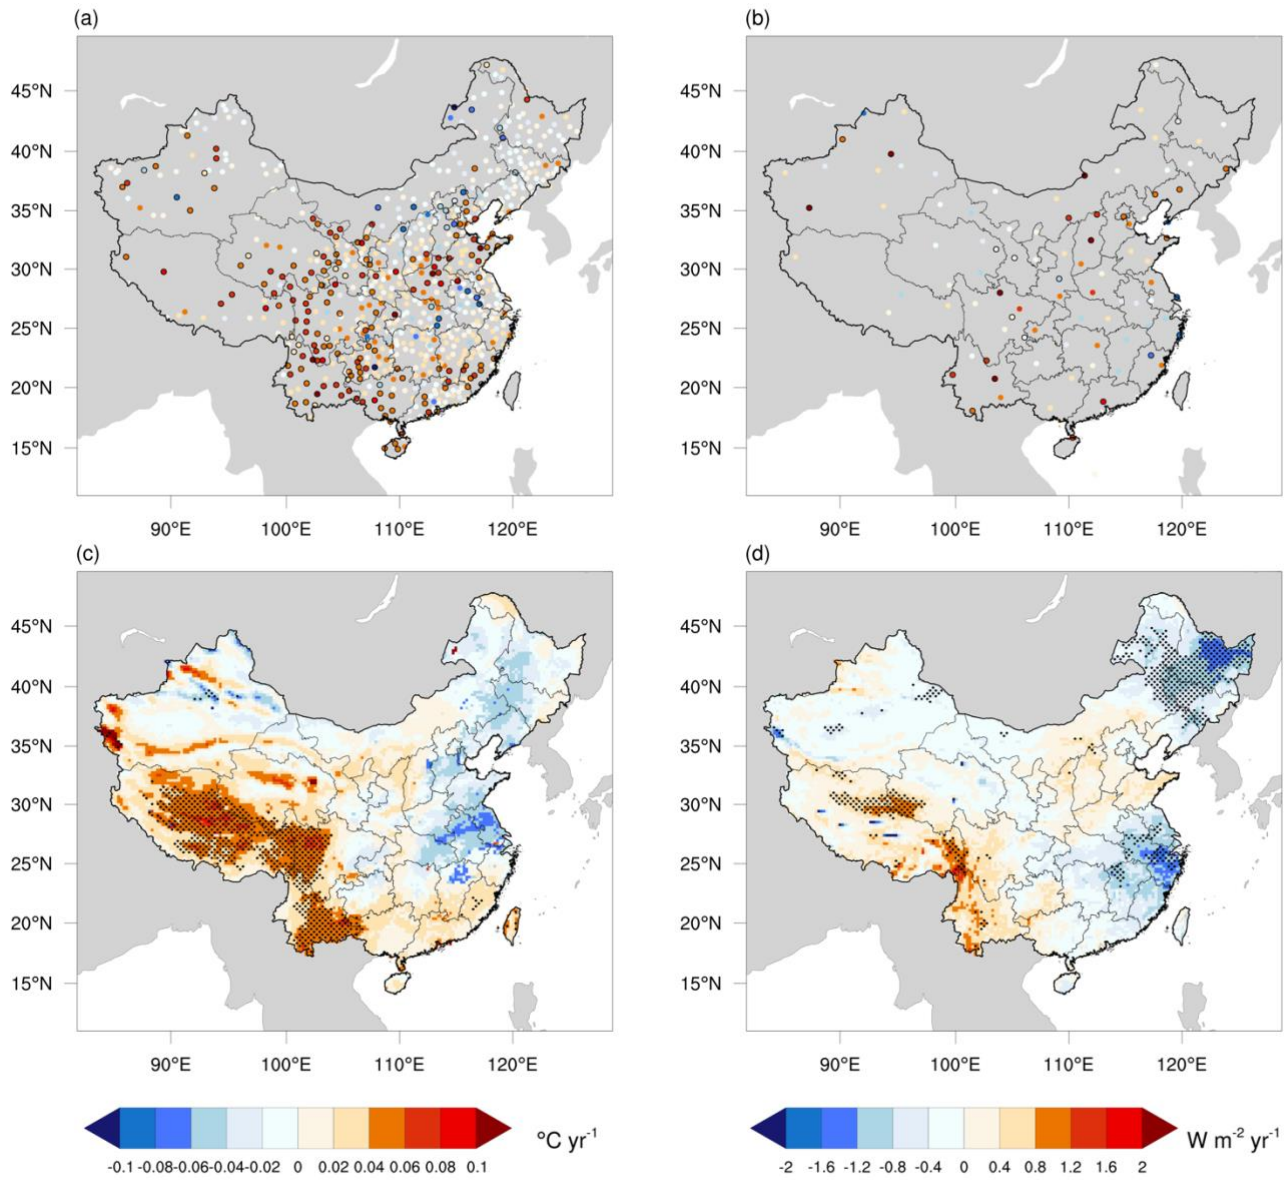 (a)
(b)
45°N
45°N
40°N
40°N
35°N
35°N
30°N
30°N
25°N
25°N
20°N
20°N
15°N
15°N
90°E 100°E 110°E 120°E
90°E 100°E 110°E 120°E
(c)
(d)
45°N
45°N
40°N
40°N
35°N
35°N
30°N
30°N
25°N
25°N
20°N
20°N
15°N
15°N
90°E 100°E 110°E 120°E
90°E 100°E 110°E 120°E
-0.1 -0.08 -0.06 -0.04 -0.02 0 0.02 0.04 0.06 0.08 0.1
°C yr⁻¹
-2 -1.6 -1.2 -0.8 -0.4 0 0.4 0.8 1.2 1.6 2
W m⁻² yr⁻¹